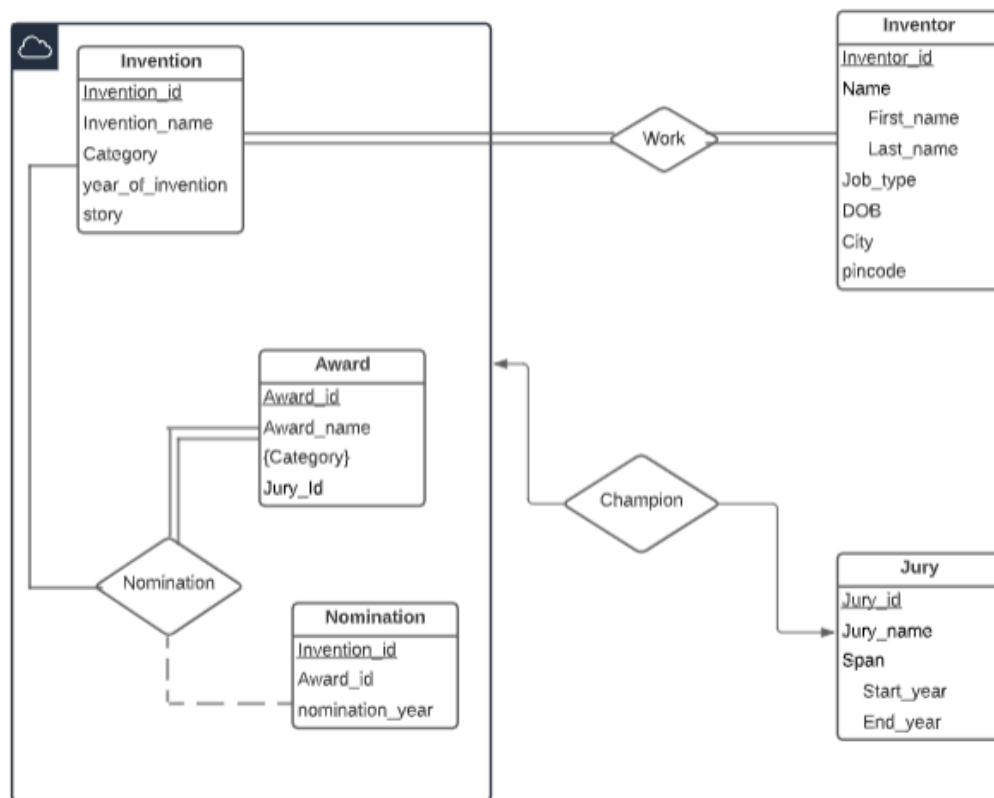 Invention
Invention_id
Invention_name
Category
year_of_invention
story
Work
Inventor
Inventor_id
Name
First_name
Last_name
Job_type
DOB
City
pincode
Award
Award_id
Award_name
{Category}
Jury_Id
Champion
Nomination
Nomination
Invention_id
Award_id
nomination_year
Jury
Jury_id
Jury_name
Span
Start_year
End_year